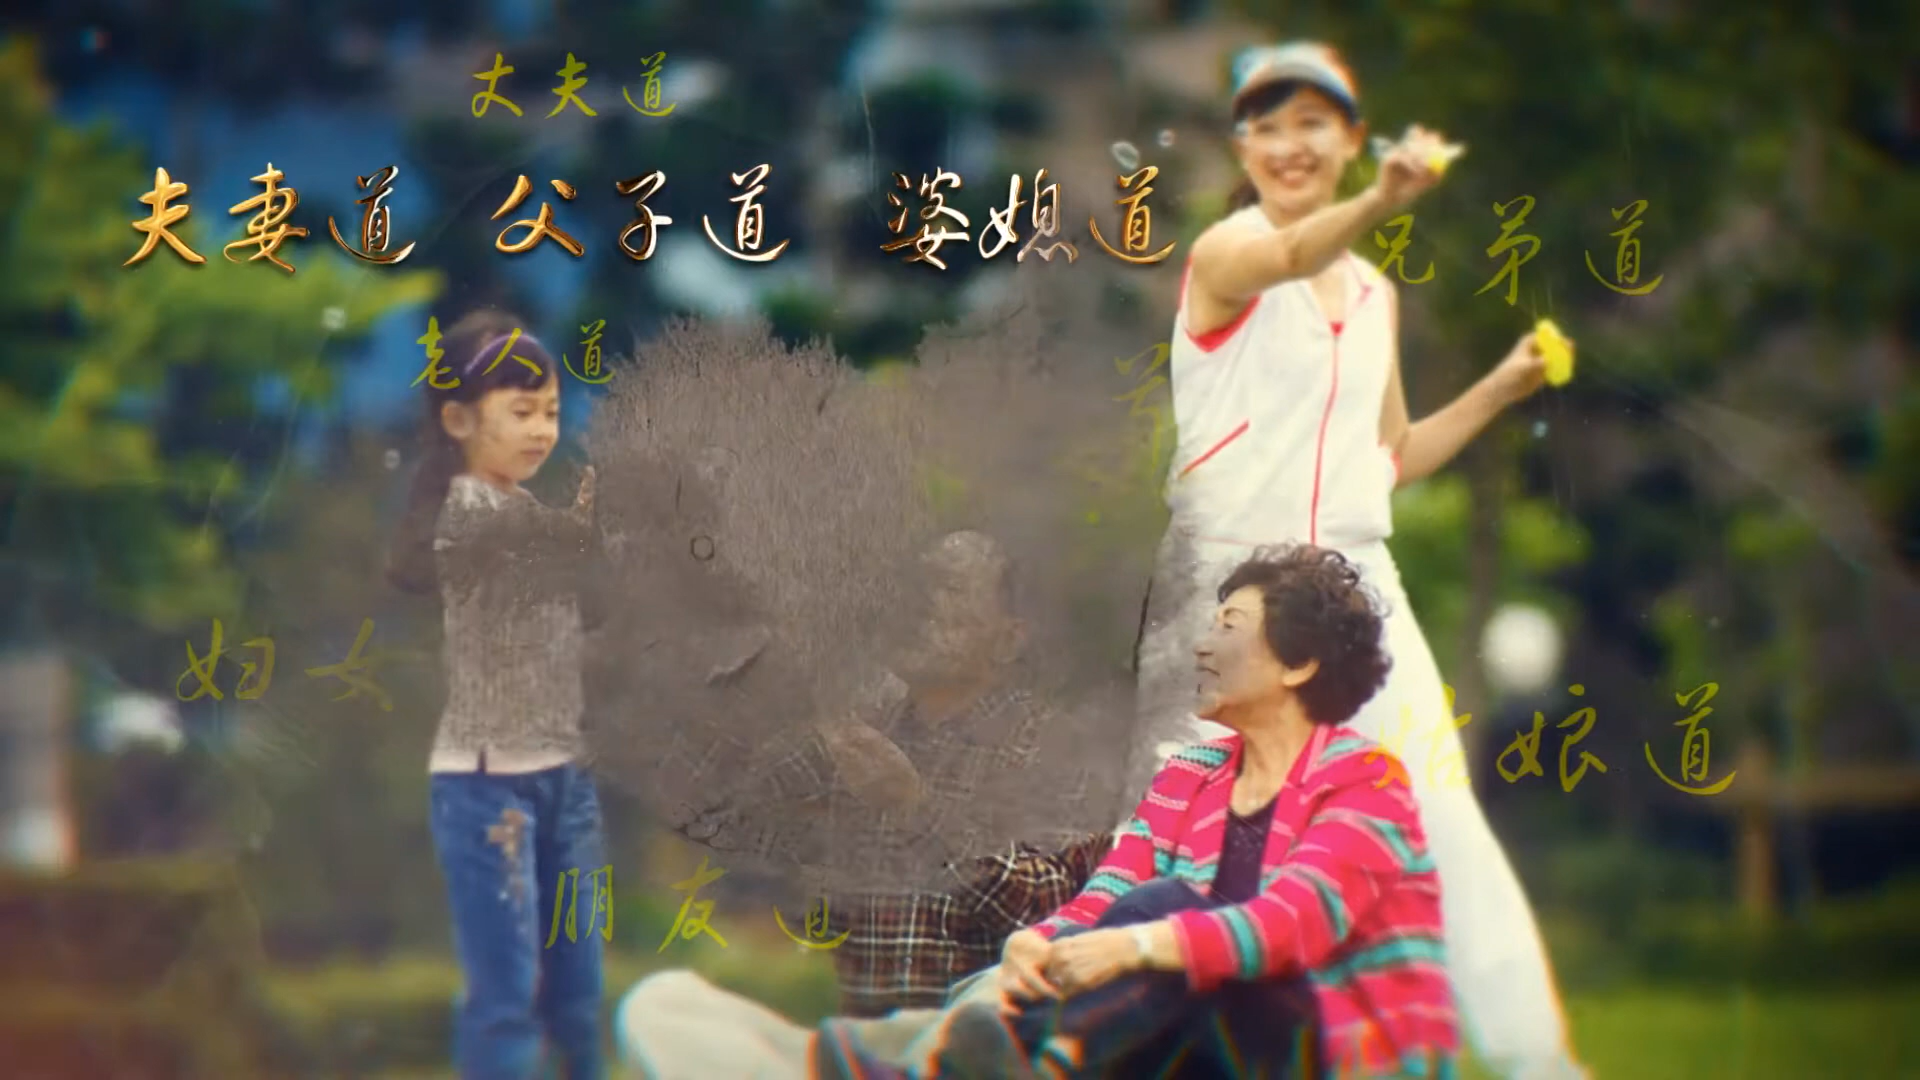 丈夫道
夫妻道 父子道 婆媳道
兄弟道
老人道
妇女
姑娘道
朋友道